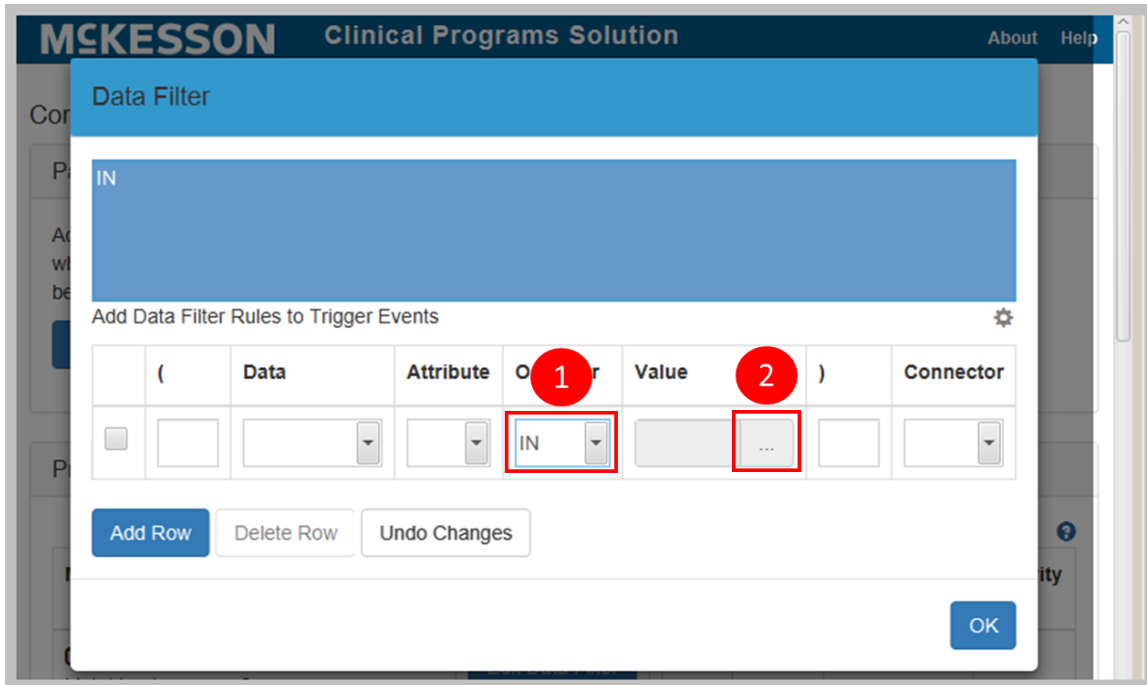 MCKESSON Clinical Programs Solution About Help
Data Filter
IN
Add Data Filter Rules to Trigger Events
( Data Attribute 1 Value 2 ) Connector
IN ...
Add Row Delete Row Undo Changes
OK